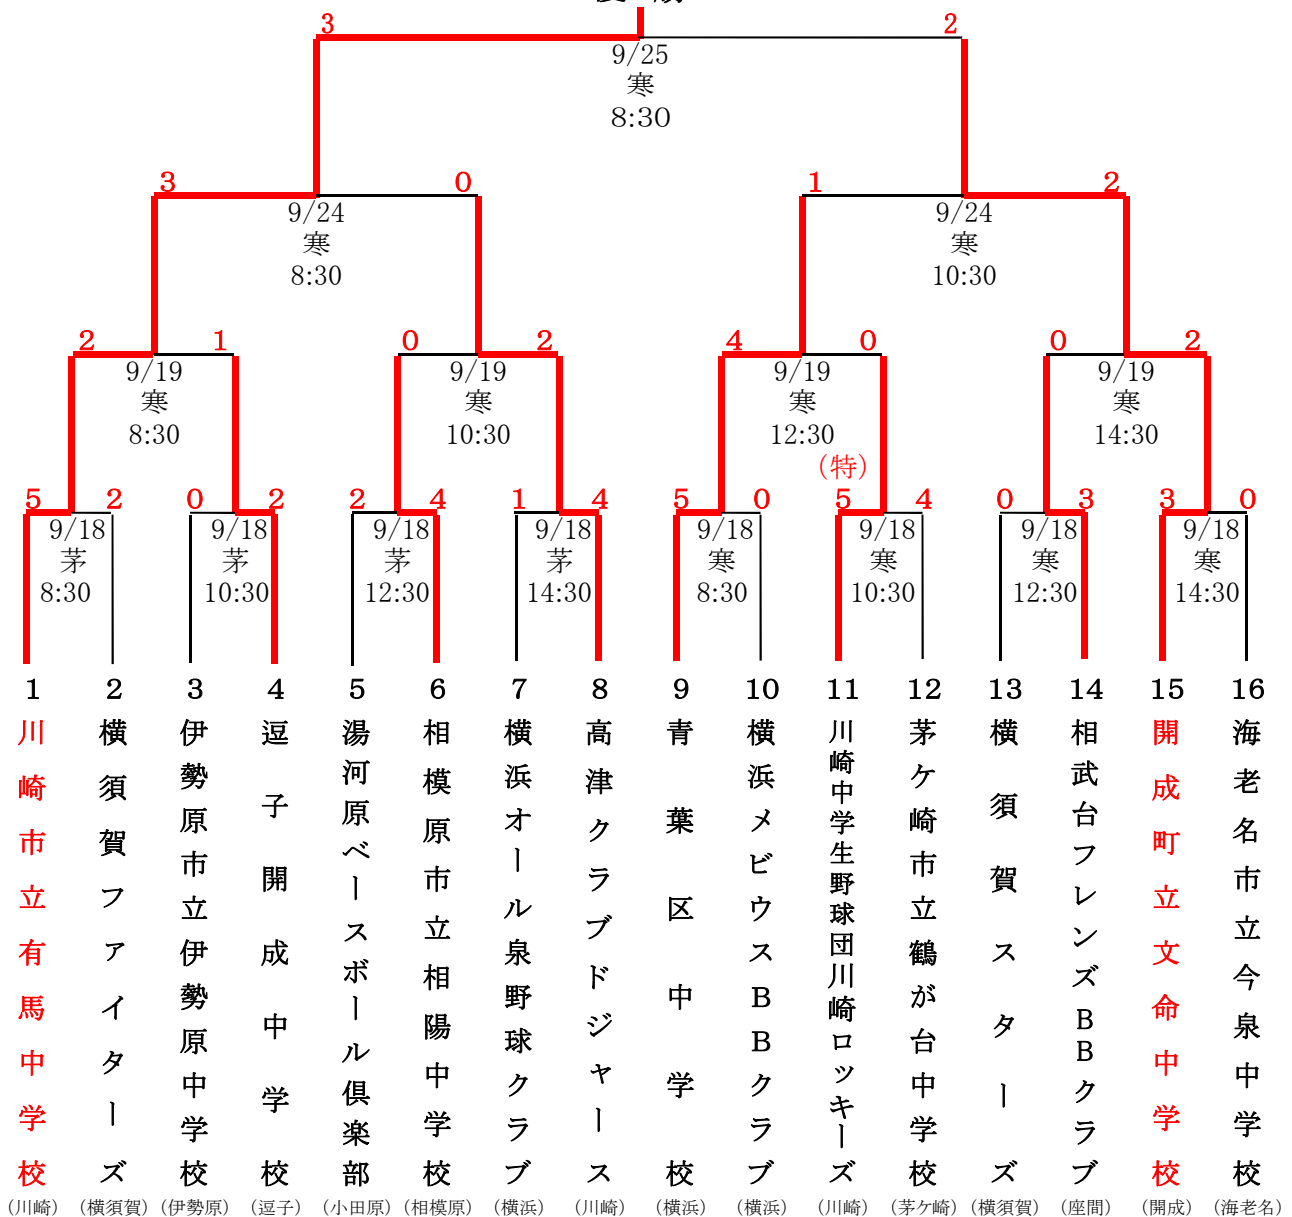 3 2
9/25
寒
8:30
3 0 1 2
9/24 9/24
寒 寒
8:30 10:30
2 1 0 2 4 0 0 2
9/19 9/19 9/19 9/19
寒 寒 寒 寒
8:30 10:30 12:30 14:30
(特)
5 2 0 2 2 4 1 4 5 0 5 4 0 3 3 0
9/18 9/18 9/18 9/18 9/18 9/18 9/18 9/18
茅 茅 茅 茅 寒 寒 寒 寒
8:30 10:30 12:30 14:30 8:30 10:30 12:30 14:30
1 2 3 4 5 6 7 8 9 10 11 12 13 14 15 16
川崎市立有馬中学校
横須賀ファイターズ
伊勢原市立伊勢原中学校
逗子開成中学校
湯河原ベースボール倶楽部
相模原市立相陽中学校
横浜オール泉野球クラブ
高津クラブドジャース
青葉区中学校
横浜メビウスBBクラブ
川崎中学生野球団川崎ロッキーズ
茅ケ崎市立鶴が台中学校
横須賀スターズ
相武台フレンズBBクラブ
開成町立文命中学校
海老名市立今泉中学校
(川崎) (横須賀) (伊勢原) (逗子) (小田原) (相模原) (横浜) (川崎) (横浜) (横浜) (川崎) (茅ケ崎) (横須賀) (座間) (開成) (海老名)